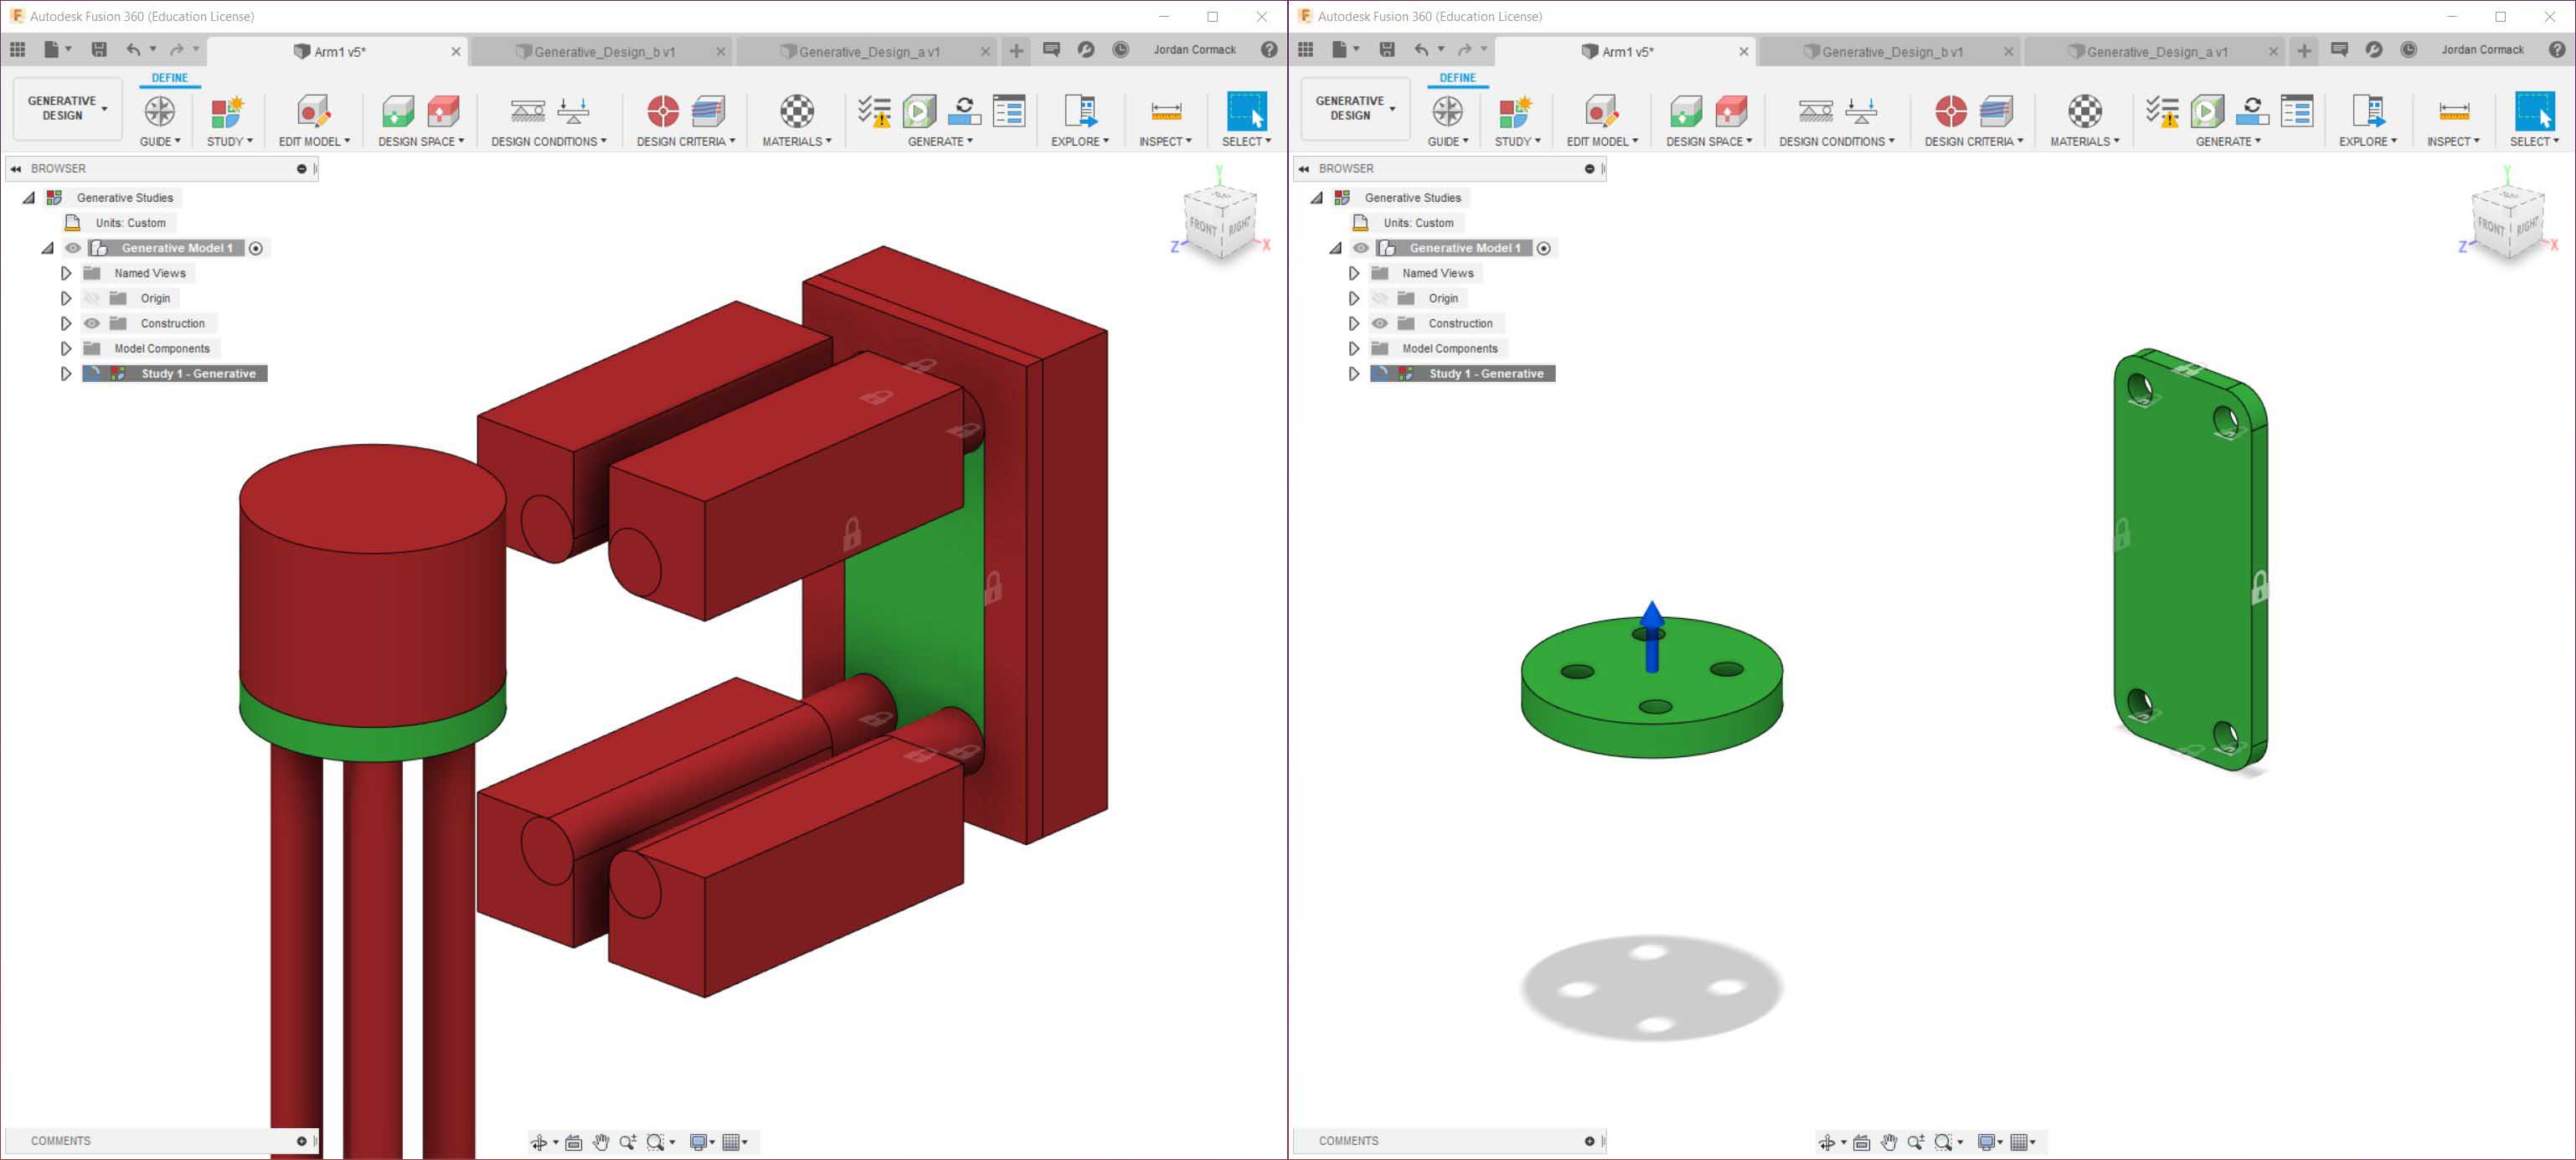 Autodesk Fusion 360 (Education License)
Arm1 v5*
Generative_Design_b v1
Generative_Design_a v1
Jordan Cormack
DEFINE
GENERATIVE
DESIGN
GUIDE
STUDY
EDIT MODEL
DESIGN SPACE
DESIGN CONDITIONS
DESIGN CRITERIA
MATERIALS
GENERATE
EXPLORE
INSPECT
SELECT
BROWSER
Generative Studies
Units: Custom
Generative Model 1
Named Views
Origin
Construction
Model Components
Study 1 - Generative
Y
FRONT
RIGHT
Z
X
COMMENTS
Autodesk Fusion 360 (Education License)
Arm1 v5*
Generative_Design_b v1
Generative_Design_a v1
Jordan Cormack
DEFINE
GENERATIVE
DESIGN
GUIDE
STUDY
EDIT MODEL
DESIGN SPACE
DESIGN CONDITIONS
DESIGN CRITERIA
MATERIALS
GENERATE
EXPLORE
INSPECT
SELECT
BROWSER
Generative Studies
Units: Custom
Generative Model 1
Named Views
Origin
Construction
Model Components
Study 1 - Generative
Y
FRONT
RIGHT
Z
X
COMMENTS